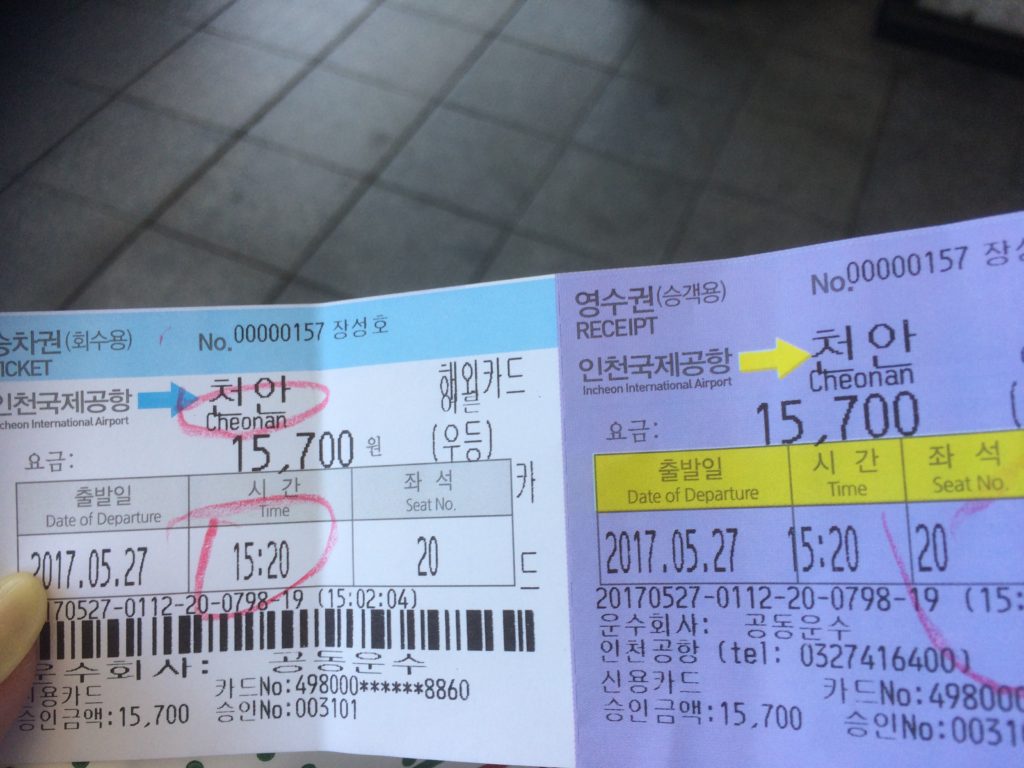 승차권 (회수용)
TICKET
No. 00000157 장성호
인천국제공항
Incheon International Airport
천안
Cheonan
해외카드
요금: 15,700 원
(우등)
카
드
출발일 시 간 좌 석
Date of Departure Time Seat No.
2017.05.27 15:20 20
20170527-0112-20-0798-19 (15:02:04)
운수회사: 공동운수
신용카드 카드No:498000******8860
승인금액:15,700 승인No:003101
영수권 (승객용)
RECEIPT
No. 00000157 장성
인천국제공항
Incheon International Airport
천안
Cheonan
요금: 15,700
출발일 시 간 좌 석
Date of Departure Time Seat No.
2017.05.27 15:20 20
20170527-0112-20-0798-19 (15:
운수회사: 공동운수
인천공항 (tel: 0327416400)
신용카드 카드No:498000
승인금액:15,700 승인No:003101